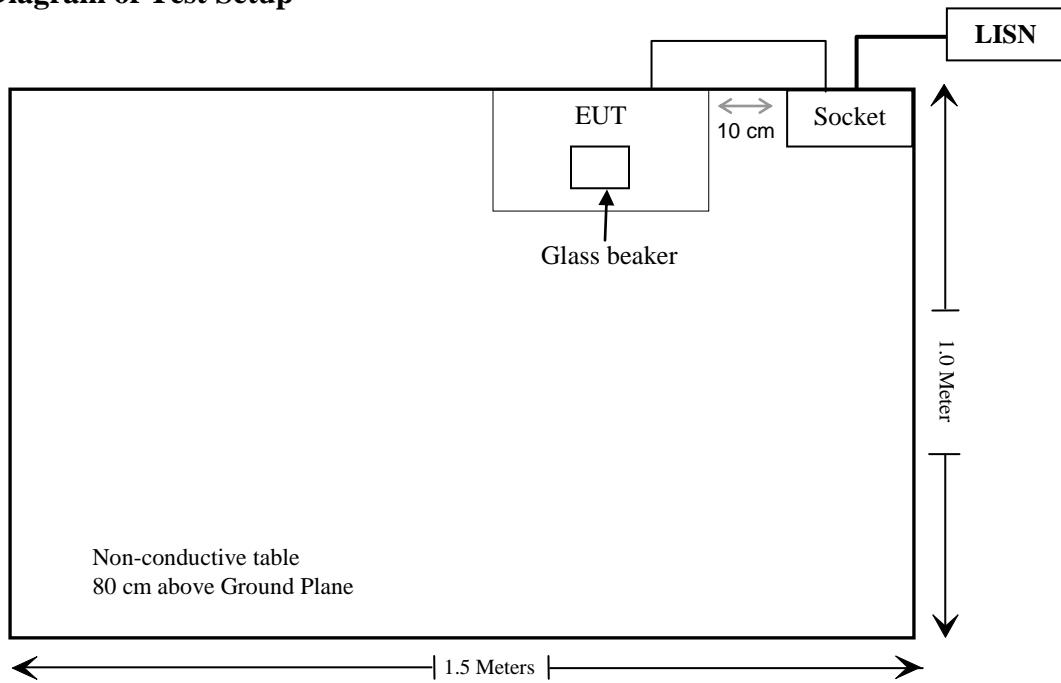 Diagram of Test Setup
LISN
EUT
10 cm
Socket
Glass beaker
1.0 Meter
Non-conductive table
80 cm above Ground Plane
1.5 Meters